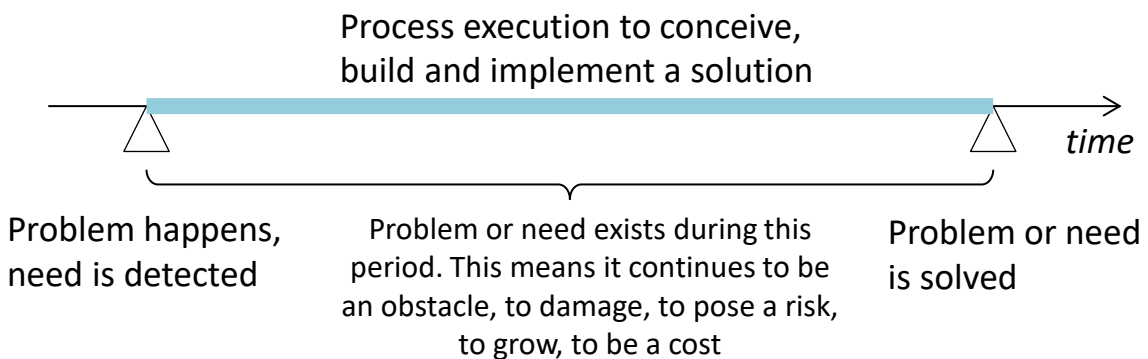 Process execution to conceive,
build and implement a solution
time
Problem happens,
need is detected
Problem or need exists during this
period. This means it continues to be
an obstacle, to damage, to pose a risk,
to grow, to be a cost
Problem or need
is solved